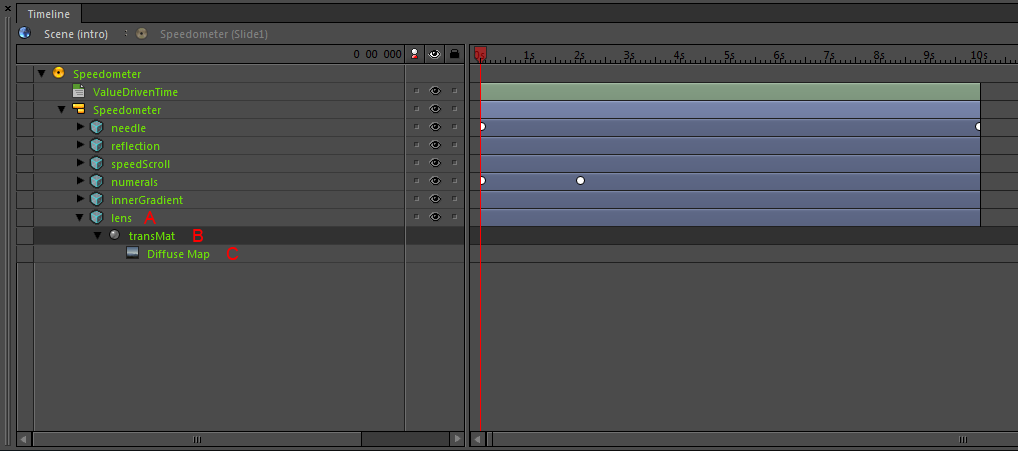 Timeline
Scene (intro) Speedometer (Slide1)
0 00 000 0s 1s 2s 3s 4s 5s 6s 7s 8s 9s 10s
Speedometer
ValueDrivenTime
Speedometer
needle
reflection
speedScroll
numerals
innerGradient
lens A
transMat B
Diffuse Map C